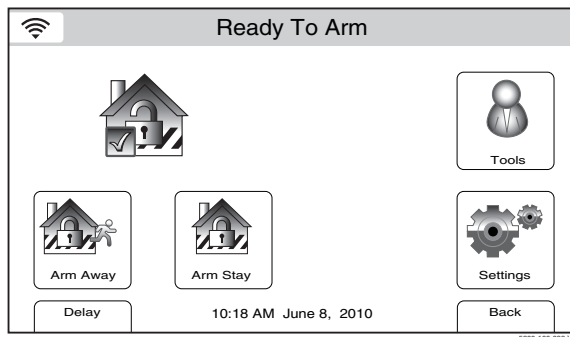 Ready To Arm
Tools
Arm Away
Arm Stay
Settings
Delay
10:18 AM June 8, 2010
Back